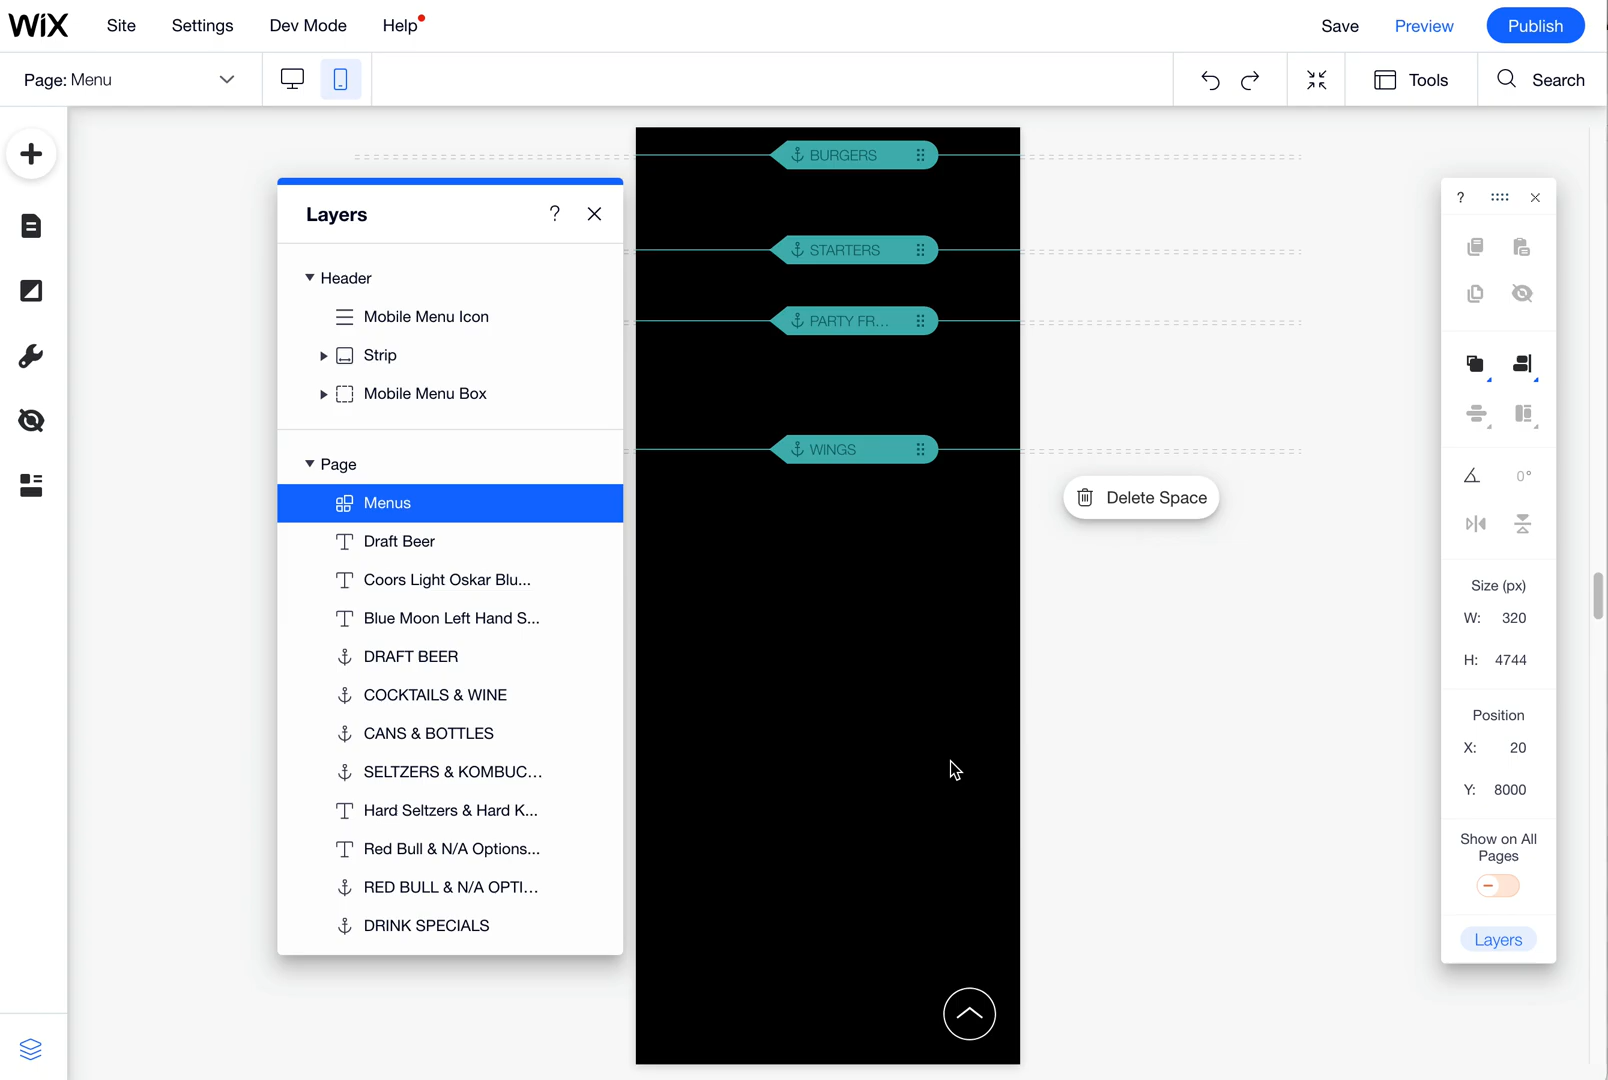 WiX
Site
Settings
Dev Mode
Help
Save
Preview
Publish
Page: Menu
Tools
Search
Layers
?
Header
Mobile Menu Icon
Strip
Mobile Menu Box
Page
Menus
Draft Beer
Coors Light Oskar Blu...
Blue Moon Left Hand S...
DRAFT BEER
COCKTAILS & WINE
CANS & BOTTLES
SELTZERS & KOMBUC...
Hard Seltzers & Hard K...
Red Bull & N/A Options...
RED BULL & N/A OPTI...
DRINK SPECIALS
BURGERS
STARTERS
PARTY FR...
WINGS
Delete Space
?
0°
Size (px)
W: 320
H: 4744
Position
X: 20
Y: 8000
Show on All
Pages
Layers